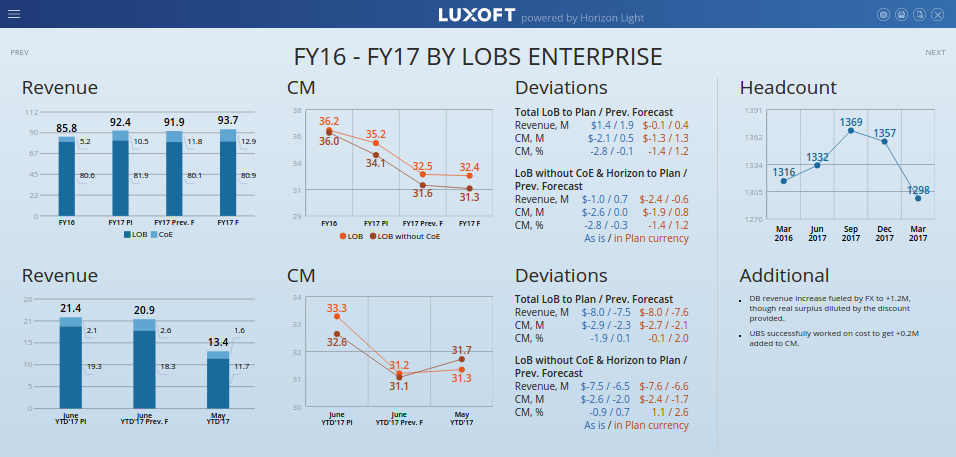 LUXOFT powered by Horizon Light
PREV
FY16 - FY17 BY LOBS ENTERPRISE
NEXT
Revenue
112
90
67
45
22
0
85.8
92.4
91.9
93.7
5.2
10.5
11.8
12.9
80.6
81.9
80.1
80.9
FY16
FY17 Pl
FY17 Prev. F
FY17 F
LOB
CoE
CM
38
36
34
31
29
36.2
36.0
35.2
34.1
32.5
31.6
32.4
31.3
FY16
FY17 Pl
FY17 Prev. F
FY17 F
LOB
LOB without CoE
Deviations
Total LoB to Plan / Prev. Forecast
Revenue, M $1.4 / 1.9 $-0.1 / 0.4
CM, M $-2.1 / 0.5 $-1.3 / 1.3
CM, % -2.8 / -0.1 -1.4 / 1.2
LoB without CoE & Horizon to Plan /
Prev. Forecast
Revenue, M $-1.0 / 0.7 $-2.4 / -0.6
CM, M $-2.6 / 0.0 $-1.9 / 0.8
CM, % -2.8 / -0.3 -1.4 / 1.2
As is / in Plan currency
Headcount
1391
1362
1334
1305
1276
1316
1332
1369
1357
1298
Mar
2016
Jun
2017
Sep
2017
Dec
2017
Mar
2017
Revenue
26
21
15
10
5
0
21.4
20.9
13.4
2.1
2.6
1.6
19.3
18.3
11.7
June
YTD'17 Pl
June
YTD'17 Prev. F
May
YTD'17
CM
34
33
32
31
30
33.3
32.6
31.2
31.1
31.7
31.3
June
YTD'17 Pl
June
YTD'17 Prev. F
May
YTD'17
Deviations
Total LoB to Plan / Prev. Forecast
Revenue, M $-8.0 / -7.5 $-8.0 / -7.6
CM, M $-2.9 / -2.3 $-2.7 / -2.1
CM, % -1.9 / 0.1 -0.1 / 2.0
LoB without CoE & Horizon to Plan /
Prev. Forecast
Revenue, M $-7.5 / -6.5 $-7.6 / -6.6
CM, M $-2.6 / -2.0 $-2.4 / -1.7
CM, % -0.9 / 0.7 1.1 / 2.6
As is / in Plan currency
Additional
• DB revenue increase fueled by FX to +1.2M,
though real surplus diluted by the discount
provided.
• UBS successfully worked on cost to get +0.2M
added to CM.